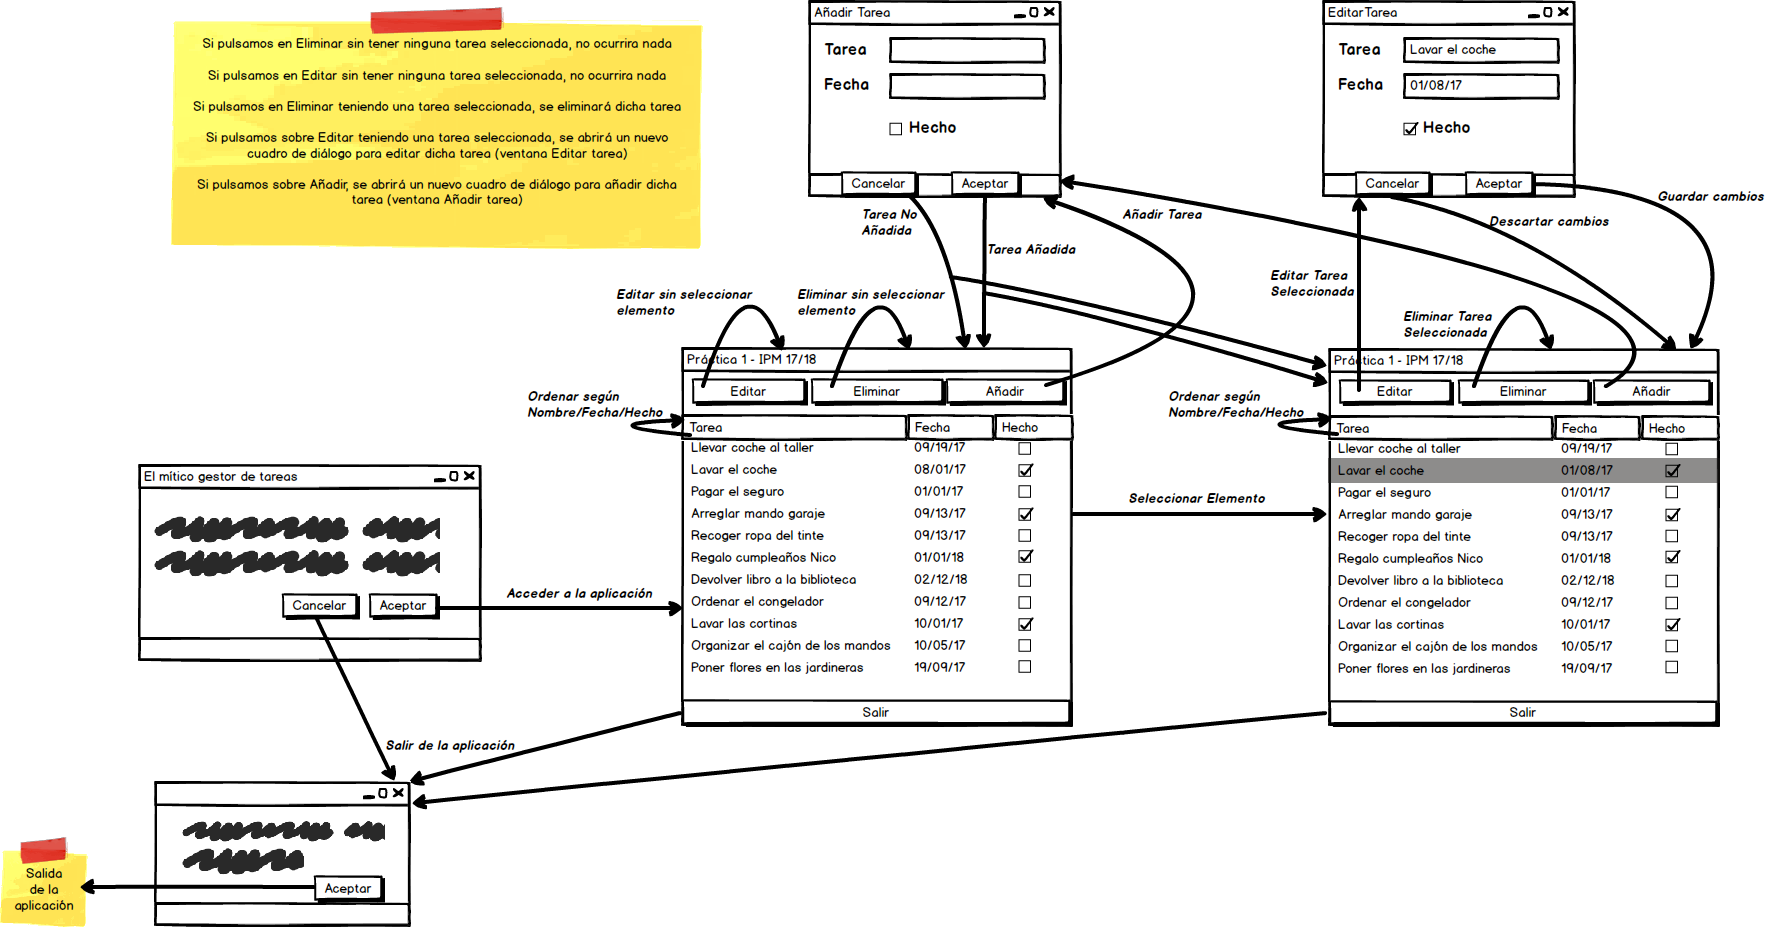 Si pulsamos en Eliminar sin tener ninguna tarea seleccionada, no ocurrira nada
Si pulsamos en Editar sin tener ninguna tarea seleccionada, no ocurrira nada
Si pulsamos en Eliminar teniendo una tarea seleccionada, se eliminará dicha tarea
Si pulsamos sobre Editar teniendo una tarea seleccionada, se abrirá un nuevo
cuadro de diálogo para editar dicha tarea (ventana Editar tarea)
Si pulsamos sobre Añadir, se abrirá un nuevo cuadro de diálogo para añadir dicha
tarea (ventana Añadir tarea)
Añadir Tarea
Tarea
Fecha
Hecho
Cancelar
Aceptar
EditarTarea
Tarea
Lavar el coche
Fecha
01/08/17
Hecho
Cancelar
Aceptar
Tarea No
Añadida
Tarea Añadida
Añadir Tarea
Guardar cambios
Descartar cambios
Editar Tarea
Seleccionada
Editar sin seleccionar
elemento
Eliminar sin seleccionar
elemento
Eliminar Tarea
Seleccionada
Ordenar según
Nombre/Fecha/Hecho
Práctica 1 - IPM 17/18
Editar
Eliminar
Añadir
Tarea Fecha Hecho
Llevar coche al taller 09/19/17
Lavar el coche 08/01/17
Pagar el seguro 01/01/17
Arreglar mando garaje 09/13/17
Recoger ropa del tinte 09/13/17
Regalo cumpleaños Nico 01/01/18
Devolver libro a la biblioteca 02/12/18
Ordenar el congelador 09/12/17
Lavar las cortinas 10/01/17
Organizar el cajón de los mandos 10/05/17
Poner flores en las jardineras 19/09/17
Salir
Seleccionar Elemento
Ordenar según
Nombre/Fecha/Hecho
Práctica 1 - IPM 17/18
Editar
Eliminar
Añadir
Tarea Fecha Hecho
Llevar coche al taller 09/19/17
Lavar el coche 01/08/17
Pagar el seguro 01/01/17
Arreglar mando garaje 09/13/17
Recoger ropa del tinte 09/13/17
Regalo cumpleaños Nico 01/01/18
Devolver libro a la biblioteca 02/12/18
Ordenar el congelador 09/12/17
Lavar las cortinas 10/01/17
Organizar el cajón de los mandos 10/05/17
Poner flores en las jardineras 19/09/17
Salir
El mítico gestor de tareas
Cancelar
Aceptar
Acceder a la aplicación
Salir de la aplicación
Aceptar
Salida
de la
aplicación